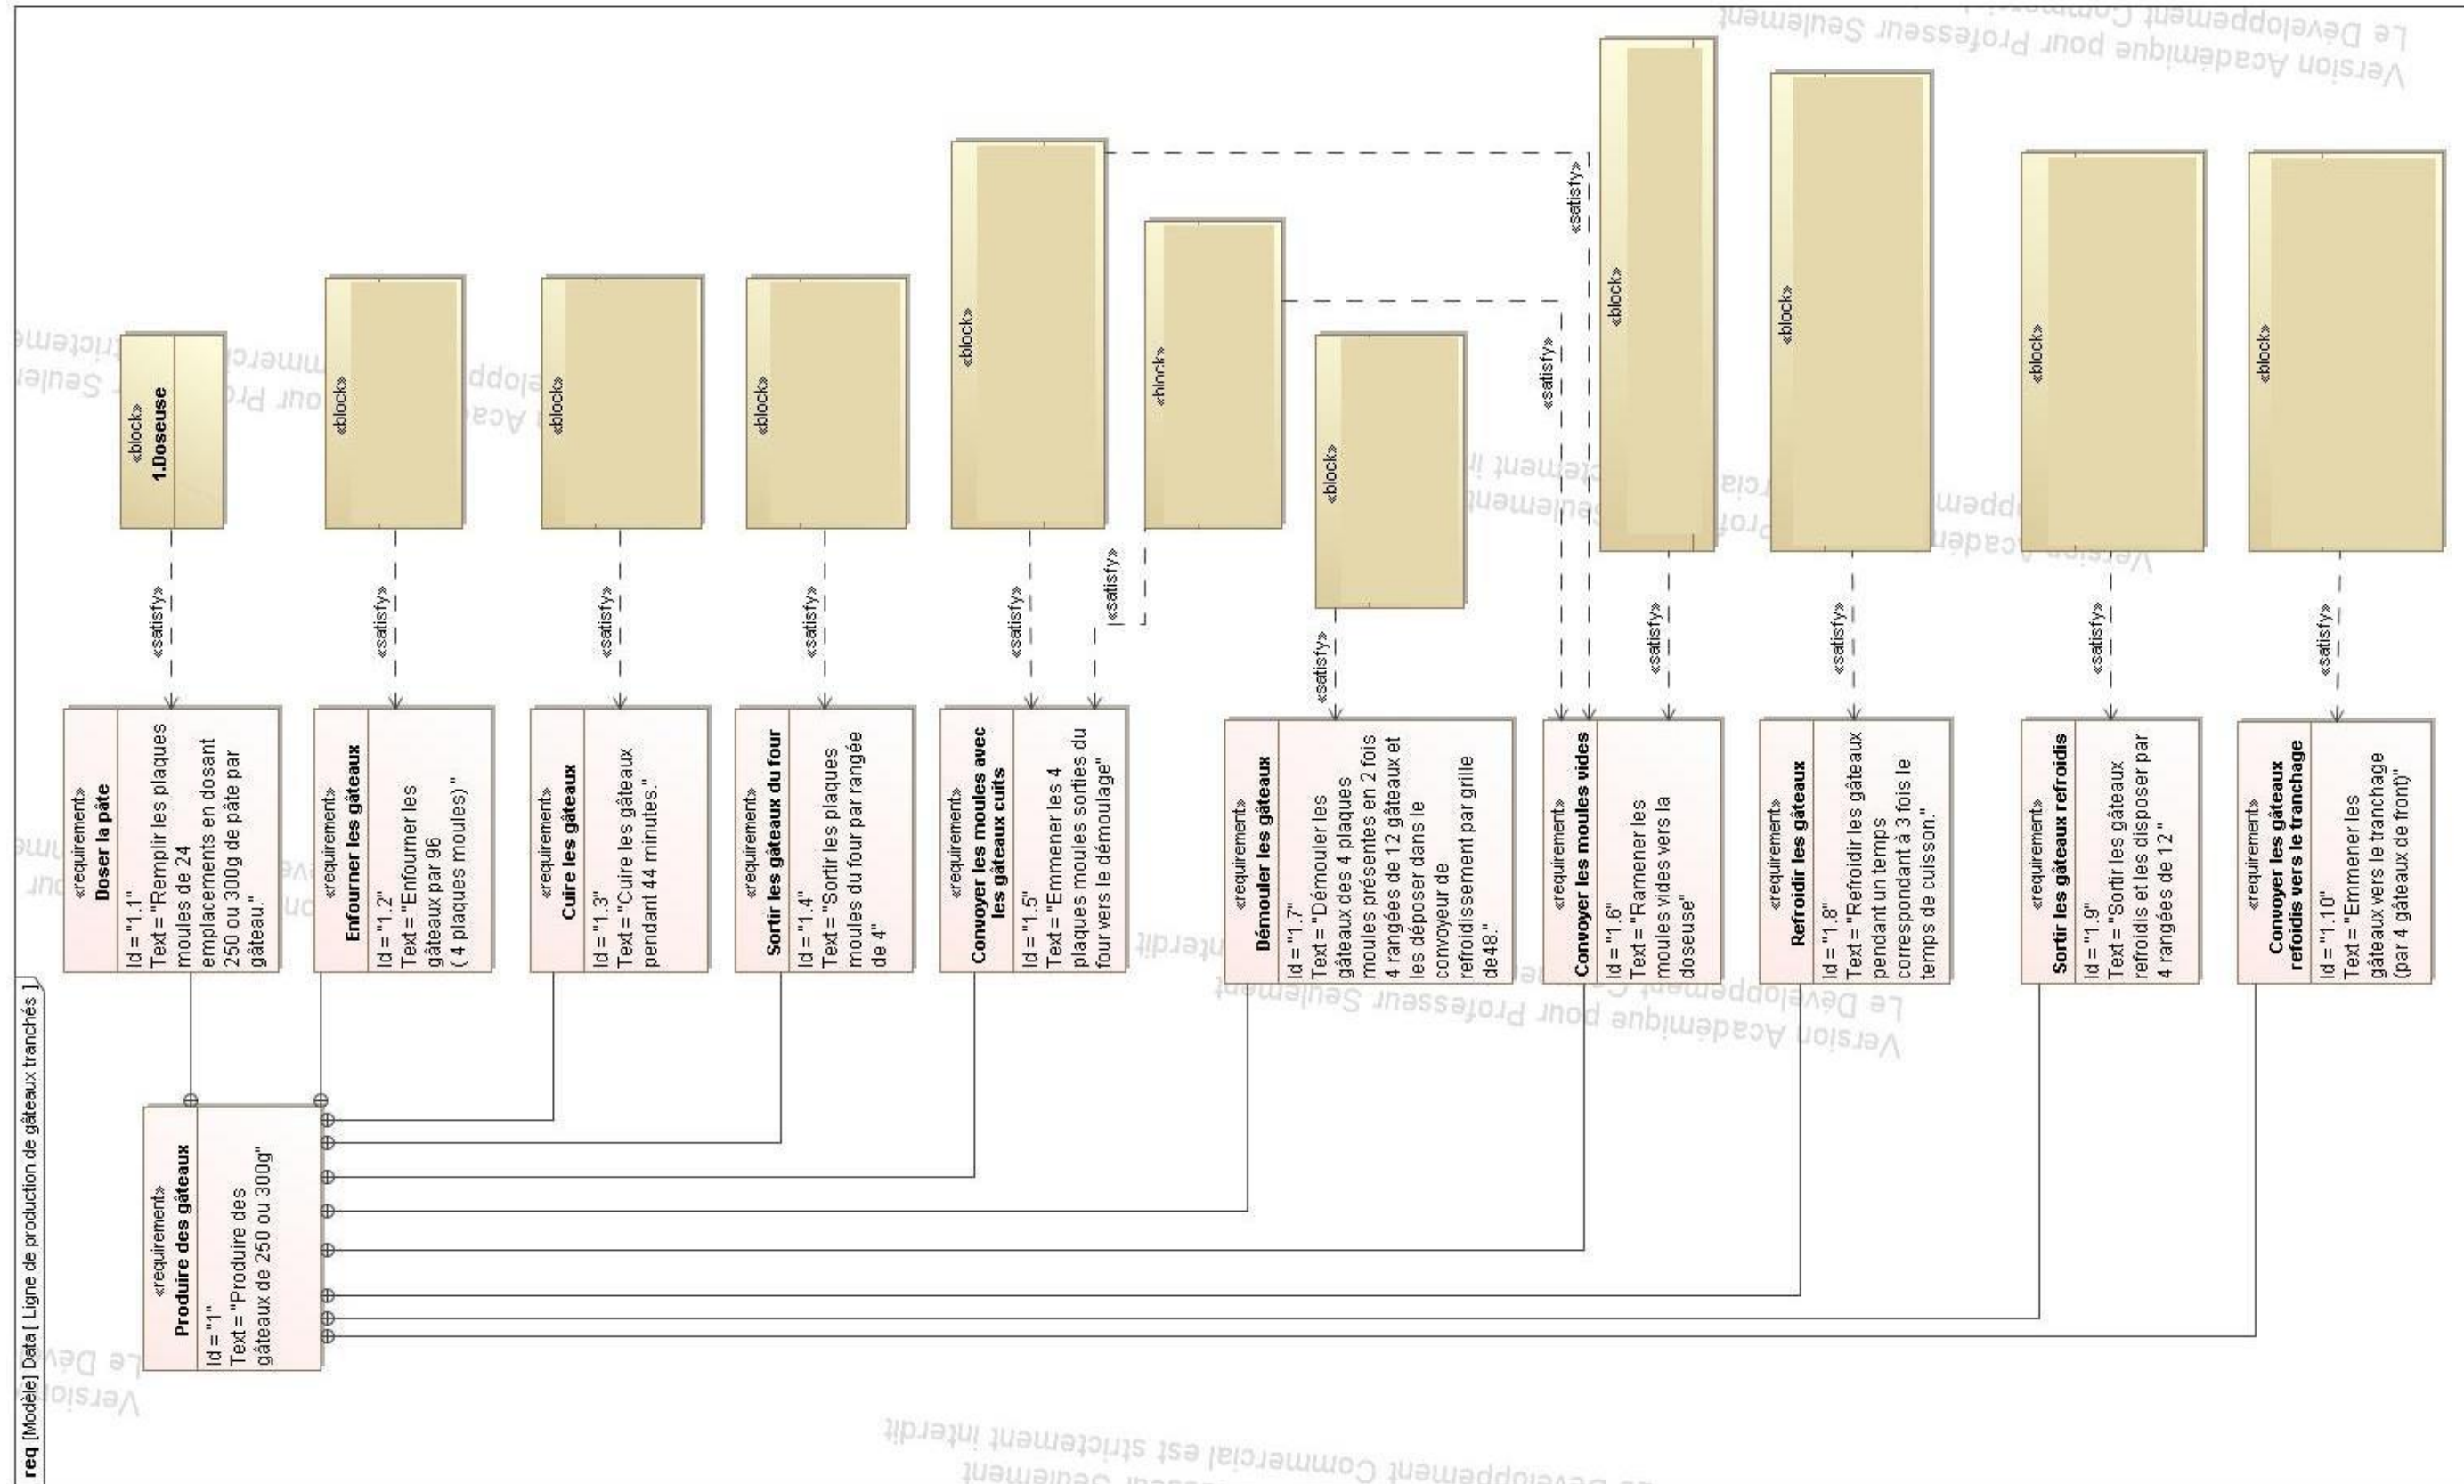 req [Modèle] Data [ Ligne de production de gâteaux tranchés ]
«requirement»
Produire des gâteaux
Id = "1"
Text = "Produire des
gâteaux de 250 ou 300g"
«requirement»
Doser la pâte
Id = "1.1"
Text = "Remplir les plaques
moules de 24
emplacements en dosant
250 ou 300g de pâte par
gâteau."
«satisfy»
«block»
1.Doseuse
«requirement»
Enfourner les gâteaux
Id = "1.2"
Text = "Enfourner les
gâteaux par 96
( 4 plaques moules) "
«satisfy»
«block»
«requirement»
Cuire les gâteaux
Id = "1.3"
Text = "Cuire les gâteaux
pendant 44 minutes."
«satisfy»
«block»
«requirement»
Sortir les gâteaux du four
Id = "1.4"
Text = "Sortir les plaques
moules du four par rangée
de 4"
«satisfy»
«block»
«requirement»
Convoyer les moules avec
les gâteaux cuits
Id = "1.5"
Text = "Emmener les 4
plaques moules sorties du
four vers le démoulage"
«satisfy»
«block»
«satisfy»
«satisfy»
«block»
«satisfy»
«requirement»
Démouler les gâteaux
Id = "1.7"
Text = "Démouler les
gâteaux des 4 plaques
moules présentes en 2 fois
4 rangées de 12 gâteaux et
les déposer dans le
convoyeur de
refroidissement par grille
de48."
«satisfy»
«block»
«requirement»
Convoyer les moules vides
Id = "1.6"
Text = "Ramener les
moules vides vers la
doseuse"
«satisfy»
«block»
«requirement»
Refroidir les gâteaux
Id = "1.8"
Text = "Refroidir les gâteaux
pendant un temps
correspondant à 3 fois le
temps de cuisson."
«satisfy»
«block»
«requirement»
Sortir les gâteaux refroidis
Id = "1.9"
Text = "Sortir les gâteaux
refroidis et les disposer par
4 rangées de 12 "
«satisfy»
«block»
«requirement»
Convoyer les gâteaux
refoidis vers le tranchage
Id = "1.10"
Text = "Emmener les
gâteaux vers le tranchage
(par 4 gâteaux de front)"
«satisfy»
«block»
Version Académique pour Professeur Seulement
Le Développement
Version Académique pour Professeur Seulement
Le Développement
Développement Commercial est strictement interdit